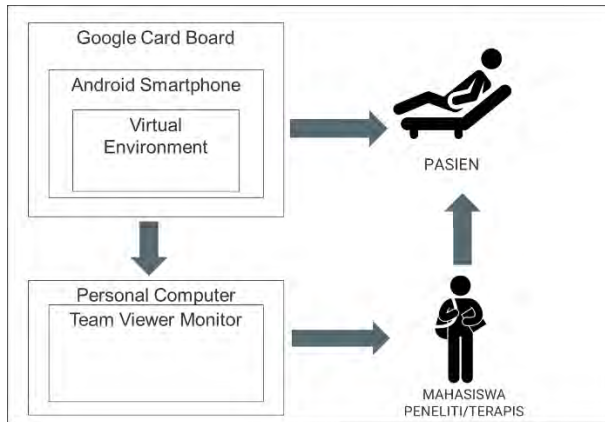 Google Card Board
Android Smartphone
Virtual
Environment
PASIEN
Personal Computer
Team Viewer Monitor
MAHASISWA
PENELITI/TERAPIS